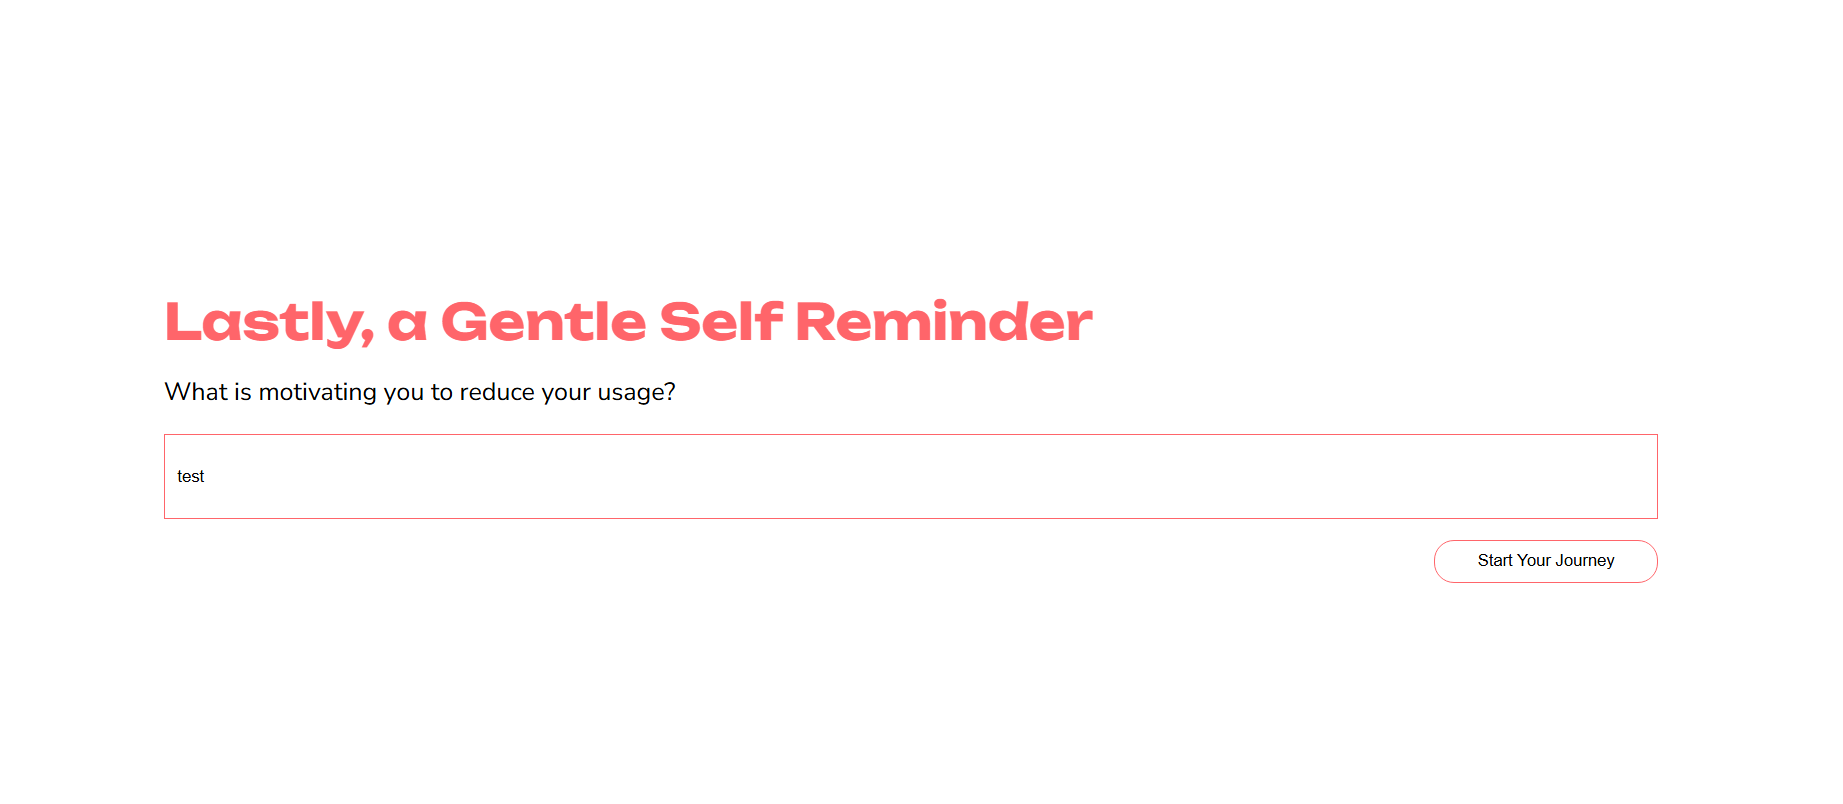 Lastly, a Gentle Self Reminder
What is motivating you to reduce your usage?
test
Start Your Journey